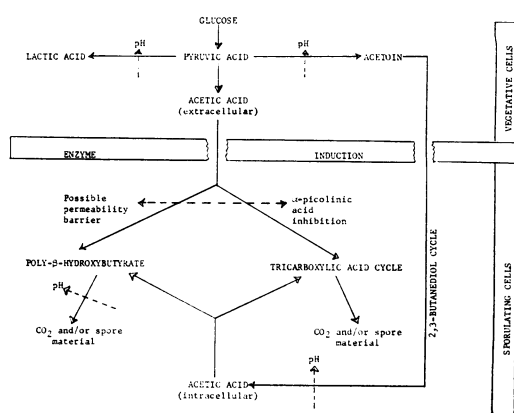 GLUCOSE
pH
pH
LACTIC ACID
PYRUVIC ACID
ACETOIN
ACETIC ACID
(extracellular)
VEGETATIVE CELLS
ENZYME
INDUCTION
Possible
permeability
barrier
α-picolinic
acid
inhibition
POLY-β-HYDROXYBUTYRATE
TRICARBOXYLIC ACID CYCLE
2,3-BUTANEDIOL CYCLE
pH
CO2 and/or spore
material
CO2 and/or spore
material
SPORULATING CELLS
pH
ACETIC ACID
(intracellular)